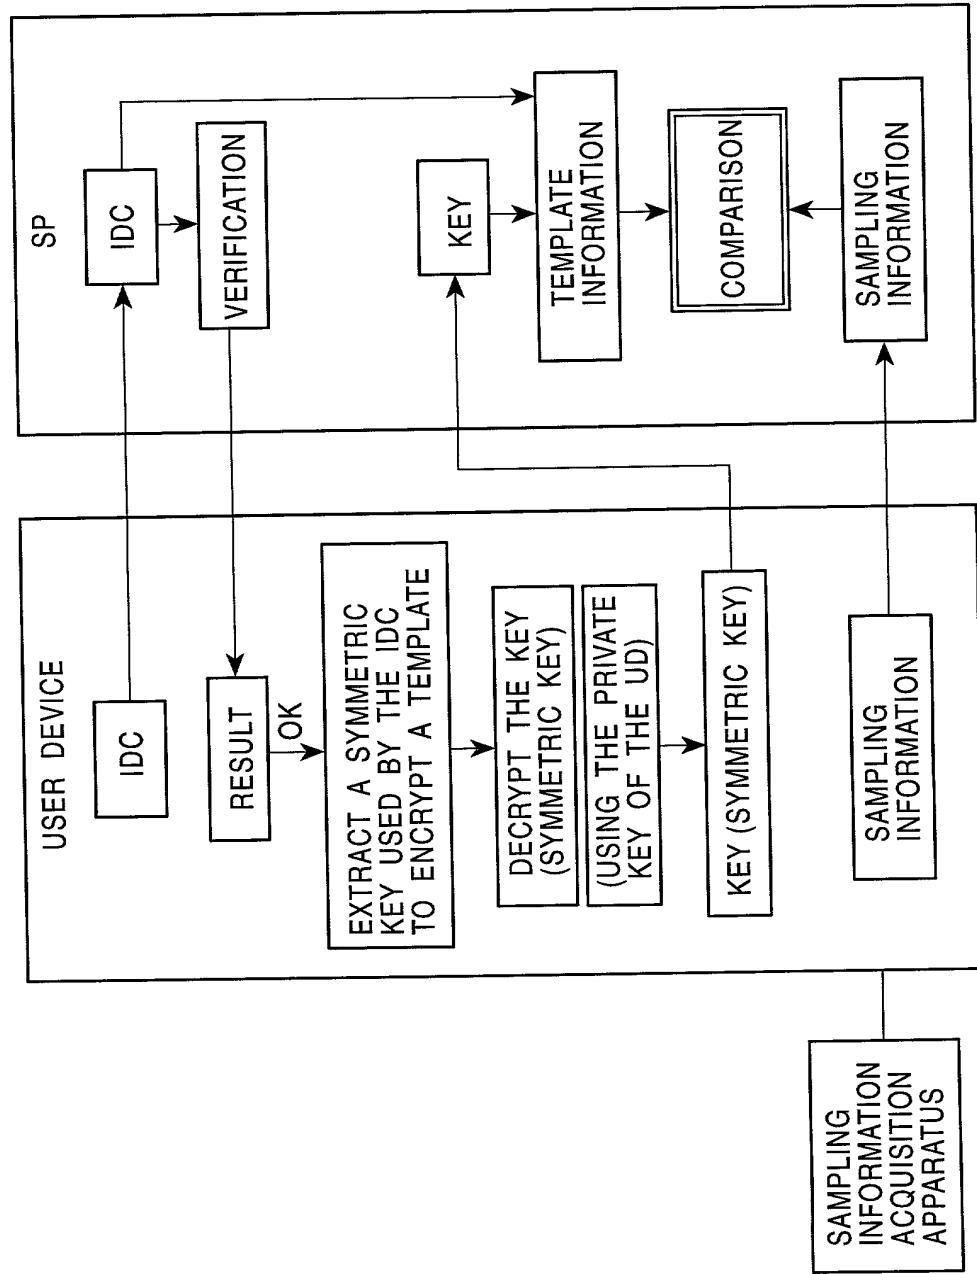 USER DEVICE
IDC
RESULT
OK
EXTRACT A SYMMETRIC
KEY USED BY THE IDC
TO ENCRYPT A TEMPLATE
DECRYPT THE KEY
(SYMMETRIC KEY)
(USING THE PRIVATE
KEY OF THE UD)
KEY (SYMMETRIC KEY)
SAMPLING
INFORMATION
SAMPLING
INFORMATION
ACQUISITION
APPARATUS
SP
IDC
VERIFICATION
KEY
TEMPLATE
INFORMATION
COMPARISON
SAMPLING
INFORMATION